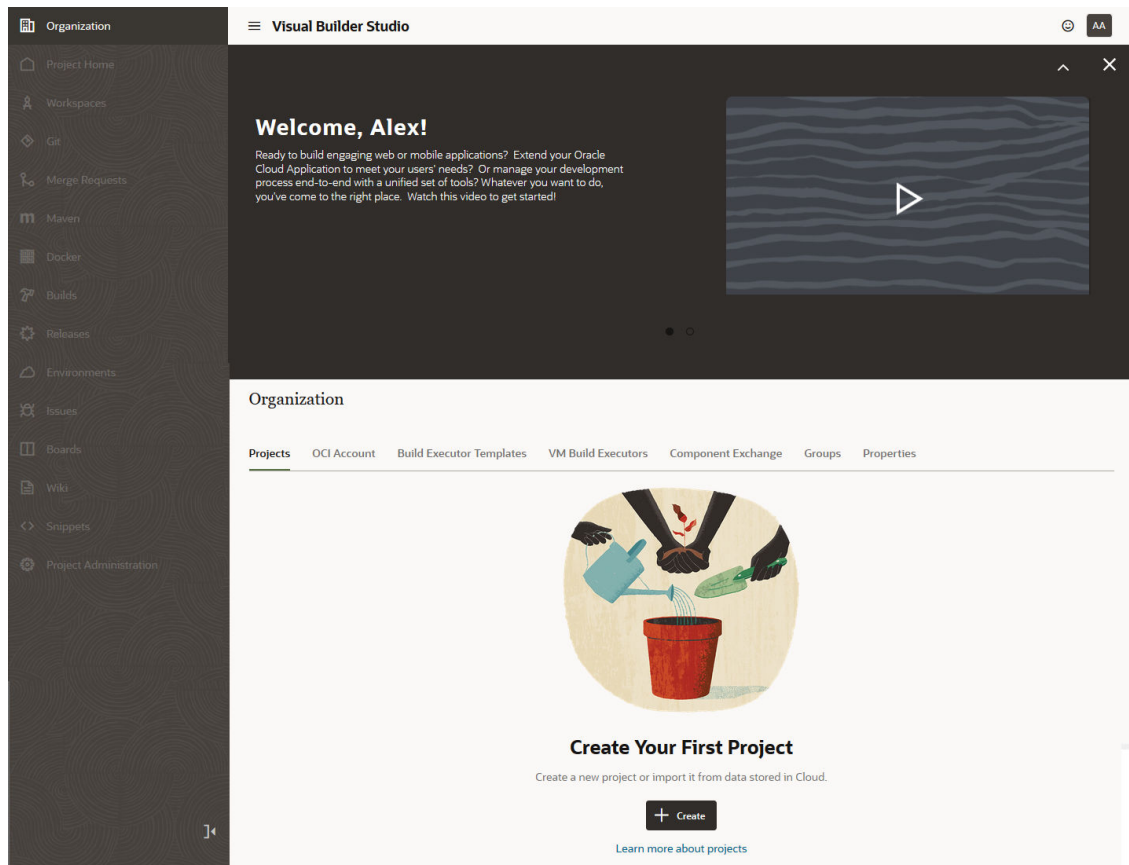 Organization
Visual Builder Studio
AA
Project Home
Workspaces
Git
Merge Requests
Maven
Docker
Builds
Releases
Environments
Issues
Boards
Wiki
Snippets
Project Administration
Welcome, Alex!
Ready to build engaging web or mobile applications? Extend your Oracle
Cloud Application to meet your users' needs? Or manage your development
process end-to-end with a unified set of tools? Whatever you want to do,
you've come to the right place. Watch this video to get started!
Organization
Projects OCI Account Build Executor Templates VM Build Executors Component Exchange Groups Properties
Create Your First Project
Create a new project or import it from data stored in Cloud.
Create
Learn more about projects